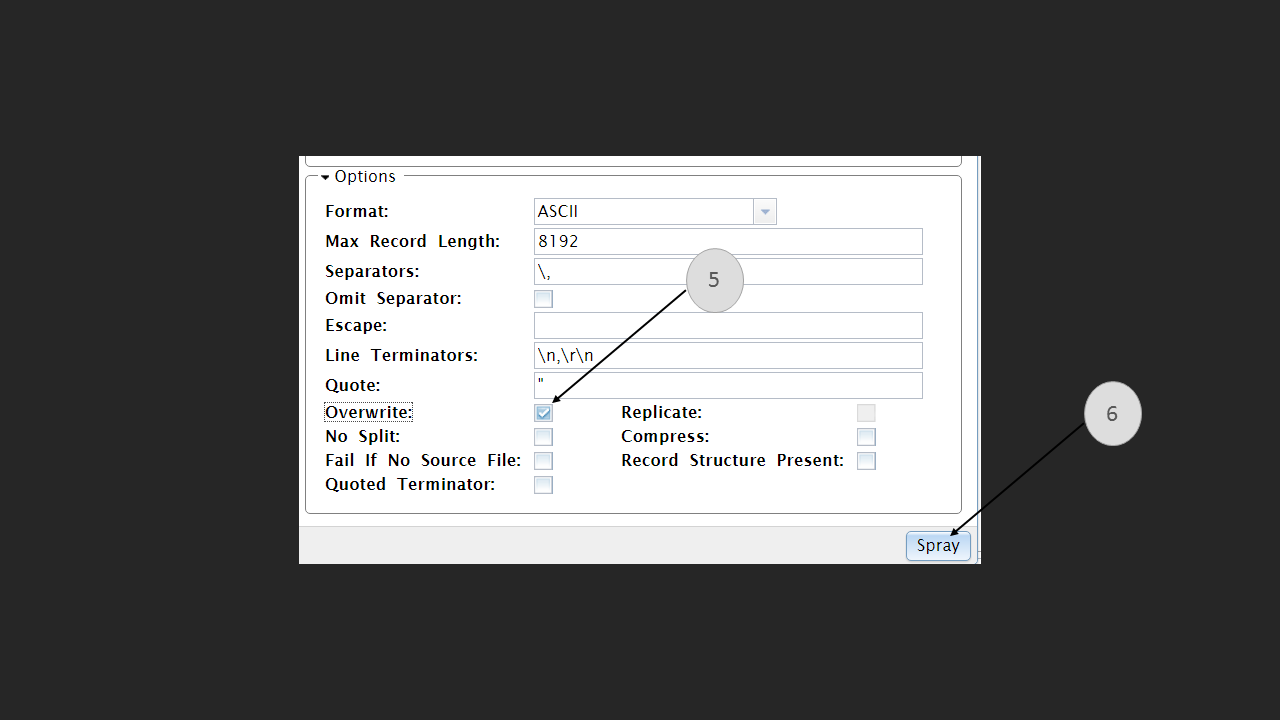 Options
Format: ASCII
Max Record Length: 8192
Separators: \,
5
Omit Separator:
Escape:
Line Terminators: \n,\r\n
Quote: "
Overwrite: Replicate:
6
No Split: Compress:
Fail If No Source File: Record Structure Present:
Quoted Terminator:
Spray